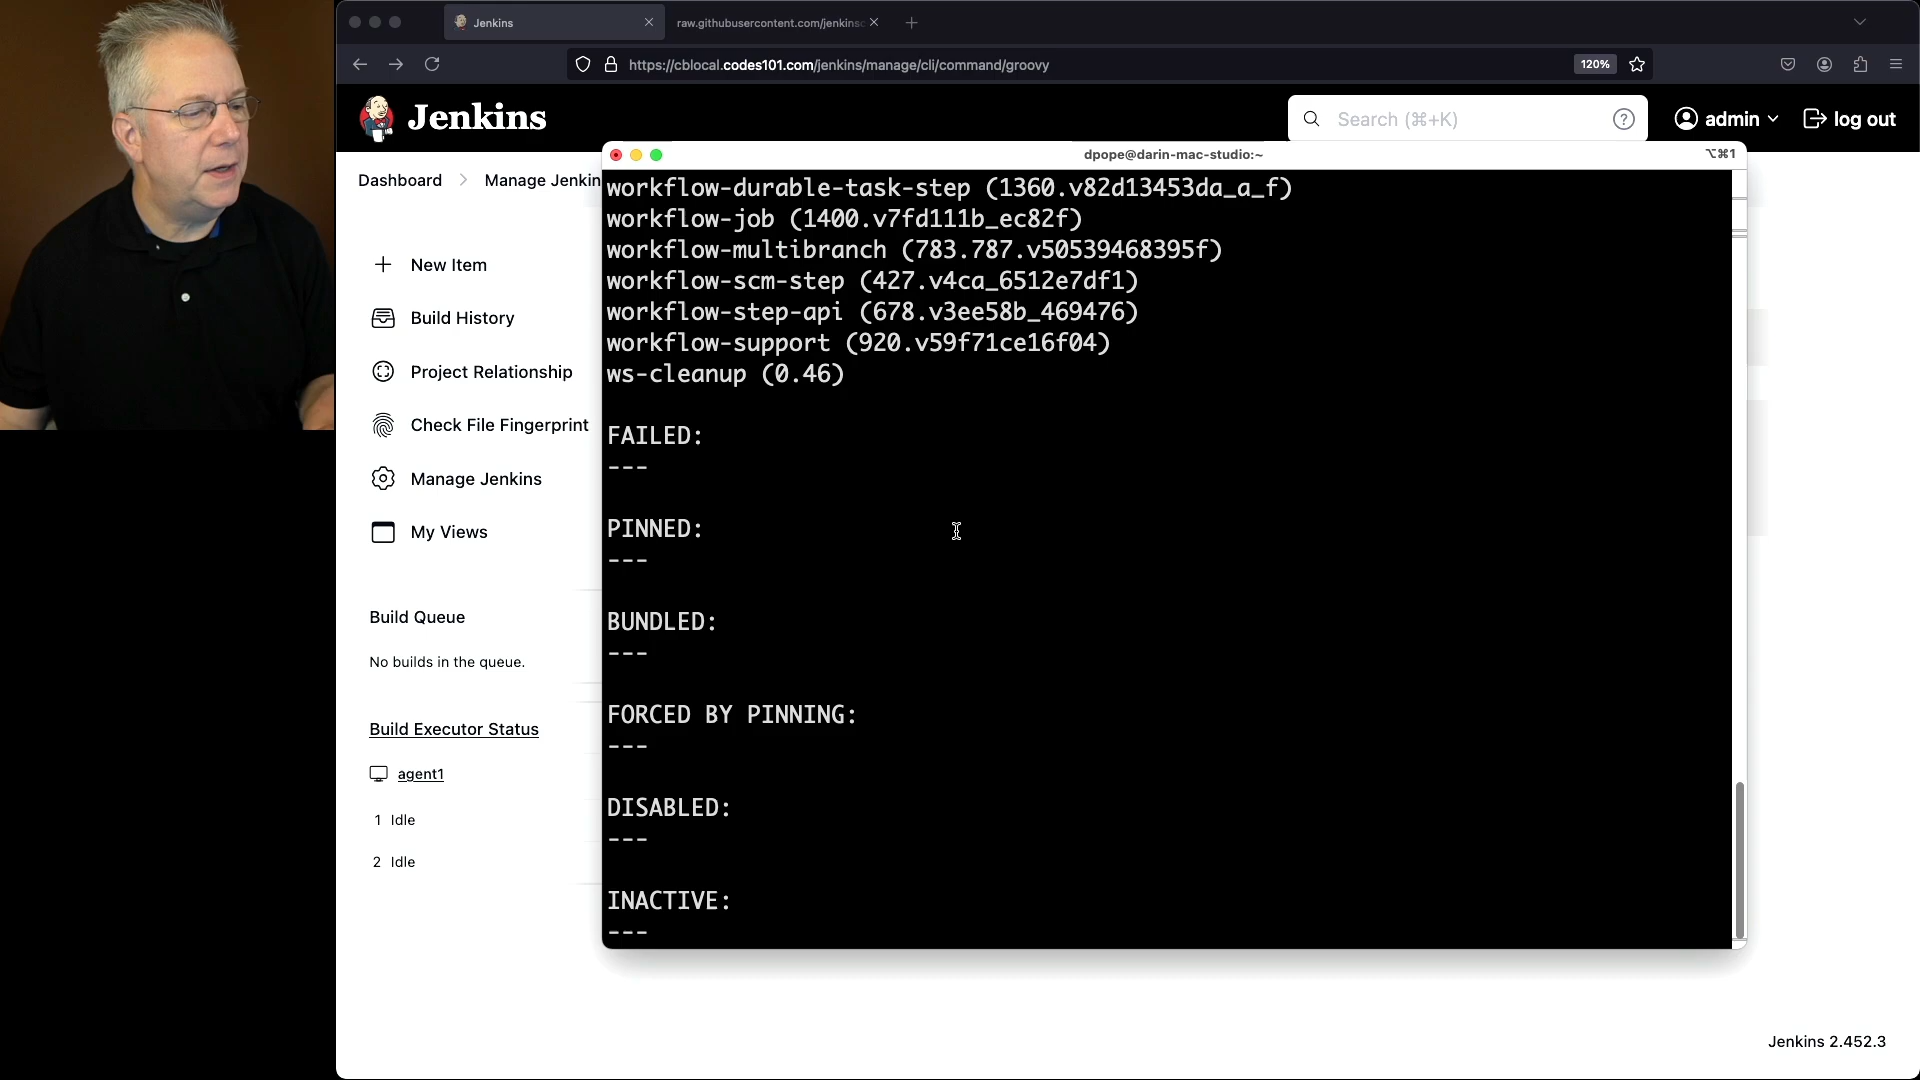 Jenkins
raw.githubusercontent.com/jenkinsc
https://cblocal.codes101.com/jenkins/manage/cli/command/groovy
120%
Jenkins
Search (⌘+K)
?
admin
log out
dpope@darin-mac-studio:~
⌥⌘1
Dashboard
Manage Jenkin
New Item
Build History
Project Relationship
Check File Fingerprint
Manage Jenkins
My Views
Build Queue
No builds in the queue.
Build Executor Status
agent1
1 Idle
2 Idle
workflow-durable-task-step (1360.v82d13453da_a_f)
workflow-job (1400.v7fd111b_ec82f)
workflow-multibranch (783.787.v50539468395f)
workflow-scm-step (427.v4ca_6512e7df1)
workflow-step-api (678.v3ee58b_469476)
workflow-support (920.v59f71ce16f04)
ws-cleanup (0.46)
FAILED:
---
PINNED:
---
BUNDLED:
---
FORCED BY PINNING:
---
DISABLED:
---
INACTIVE:
---
Jenkins 2.452.3